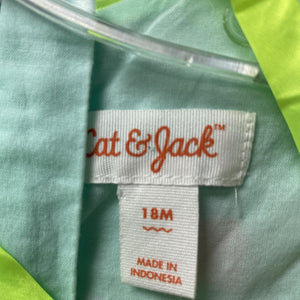 Cat & Jack™
18M
MADE IN
INDONESIA